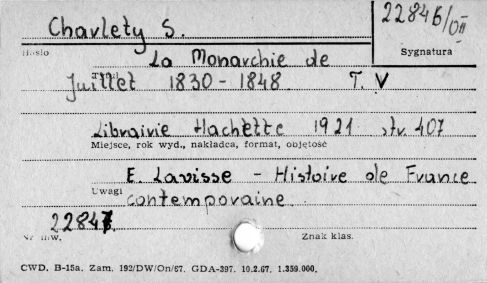 Charlety S.
22846/OII
Hasło
Sygnatura
La Monarchie de
Tytuł
Juillet 1830-1848 T. V
Librairie Hachette 1921 str. 407
Miejsce, rok wyd., nakładca, format, objętość
E. Lavisse - Histoire de France
Uwagi
contemporaine
22847.
Nr inw.
Znak klas.
CWD. B-15a. Zam. 192/DW/On/67. GDA-397. 10.2.67. 1.359.000.